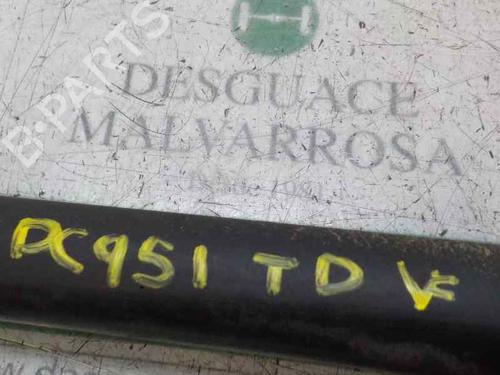 B-PARTS
DESGUACE
MALVARROSA
PC951 TD